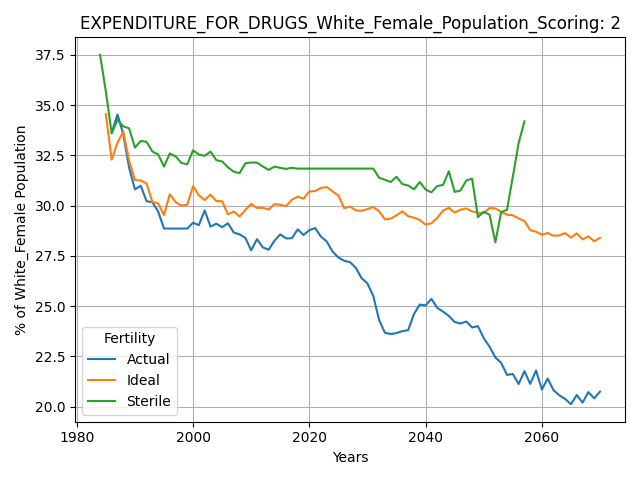 EXPENDITURE_FOR_DRUGS_White_Female_Population_Scoring: 2
% of White_Female Population
37.5
35.0
32.5
30.0
27.5
25.0
22.5
20.0
Fertility
Actual
Ideal
Sterile
1980
2000
2020
2040
2060
Years